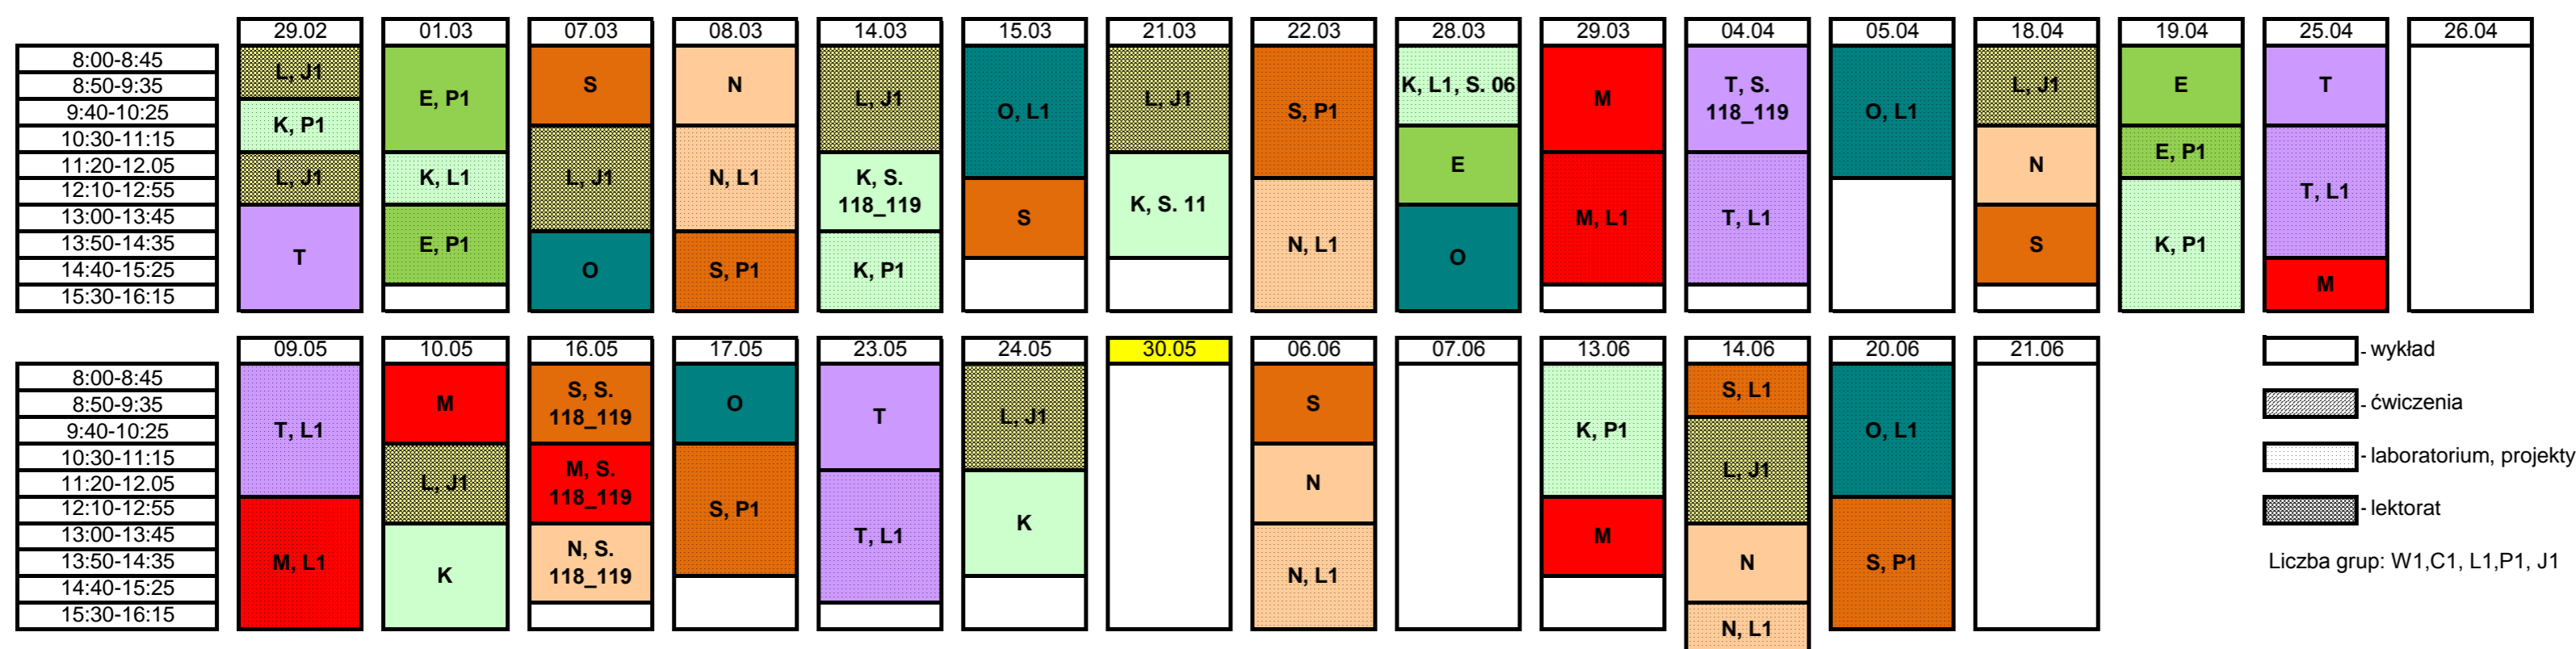 29.02 01.03 07.03 08.03 14.03 15.03 21.03 22.03 28.03 29.03 04.04 05.04 18.04 19.04 25.04 26.04
8:00-8:45
8:50-9:35
9:40-10:25
10:30-11:15
11:20-12.05
12:10-12:55
13:00-13:45
13:50-14:35
14:40-15:25
15:30-16:15
L, J1
K, P1
L, J1
T
E, P1
K, L1
E, P1
S
L, J1
O
N
N, L1
S, P1
L, J1
K, S.
118_119
K, P1
O, L1
S
L, J1
K, S. 11
S, P1
N, L1
K, L1, S. 06
E
O
M
M, L1
T, S.
118_119
T, L1
O, L1
L, J1
N
S
E
E, P1
K, P1
T
T, L1
M
09.05 10.05 16.05 17.05 23.05 24.05 30.05 06.06 07.06 13.06 14.06 20.06 21.06
8:00-8:45
8:50-9:35
9:40-10:25
10:30-11:15
11:20-12.05
12:10-12:55
13:00-13:45
13:50-14:35
14:40-15:25
15:30-16:15
T, L1
M, L1
M
L, J1
K
S, S.
118_119
M, S.
118_119
N, S.
118_119
O
S, P1
T
T, L1
L, J1
K
S
N
N, L1
K, P1
M
S, L1
L, J1
N
N, L1
O, L1
S, P1
- wykład
- ćwiczenia
- laboratorium, projekty
- lektorat
Liczba grup: W1,C1, L1,P1, J1